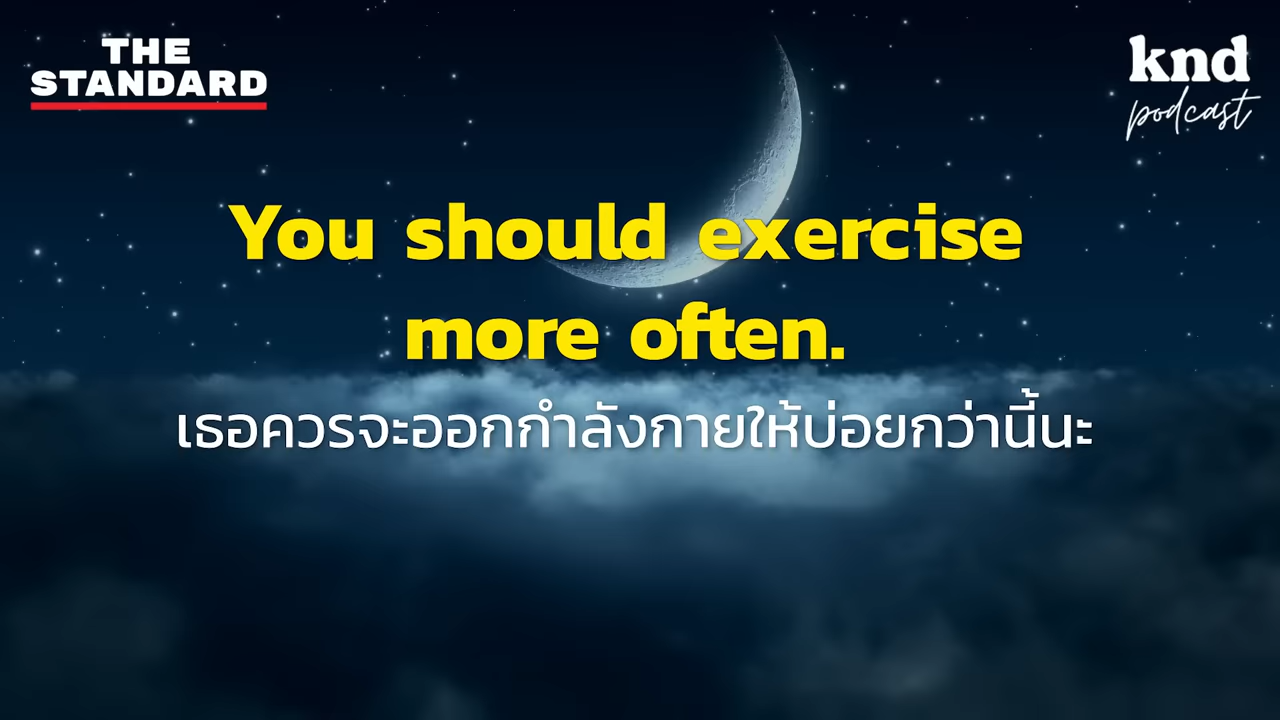 THE
STANDARD
knd
podcast
You should exercise
more often.
เธอควรจะออกกำลังกายให้บ่อยกว่านี้นะ